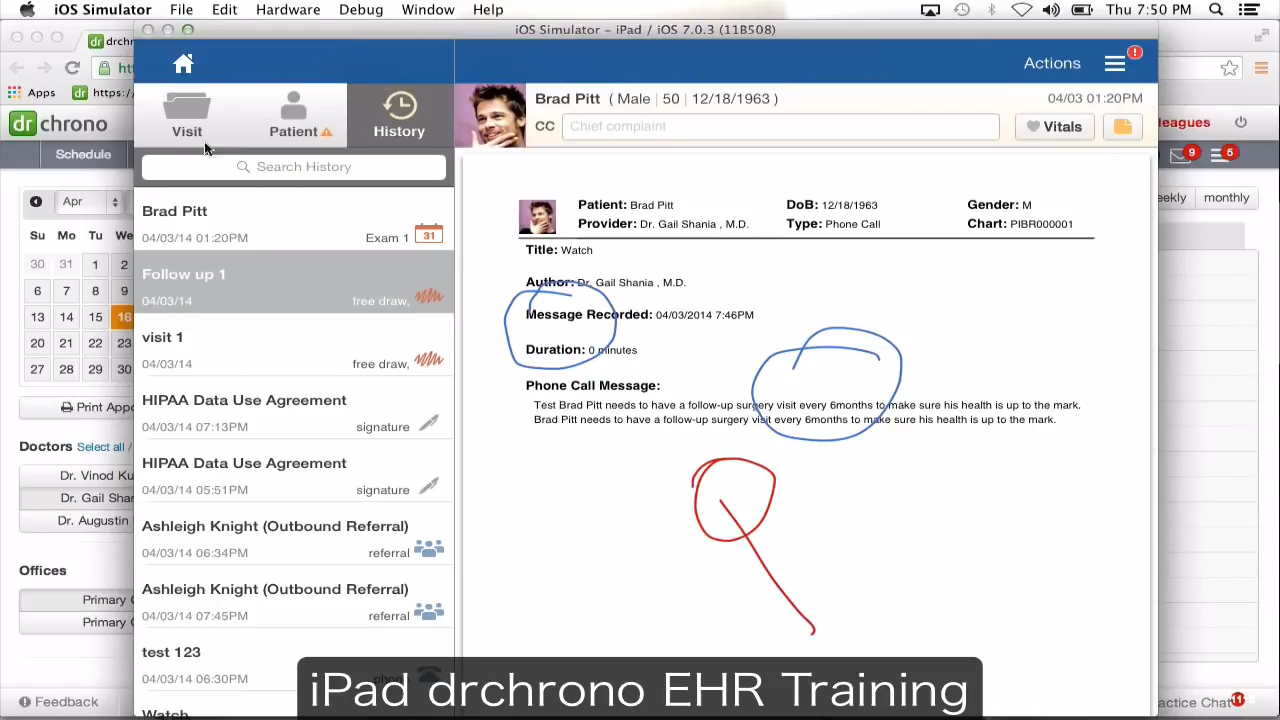 iOS Simulator File Edit Hardware Debug Window Help Thu 7:50 PM
iOS Simulator - iPad / iOS 7.0.3 (11B508)
drchro
Apps https:/
drchrono
Schedule
Apr
Su Mo Tu We
30 31 1 2
6 7 8 9
13 14 15 16
20 21 22 23
27 28 29 30
Print Appo
Doctors Select all /
Dr. Vinod Ku
Dr. Gail Shan
Dr. Augustin
Offices
Primary
Primary
Feedback
Visit
Patient
History
Search History
Brad Pitt
04/03/14 01:20PM Exam 1 31
Follow up 1
04/03/14 free draw,
visit 1
04/03/14 free draw,
HIPAA Data Use Agreement
04/03/14 07:13PM signature
HIPAA Data Use Agreement
04/03/14 05:51PM signature
Ashleigh Knight (Outbound Referral)
04/03/14 06:34PM referral
Ashleigh Knight (Outbound Referral)
04/03/14 07:45PM referral
test 123
04/03/14 06:30PM phone
Watch
Actions !
Brad Pitt ( Male | 50 | 12/18/1963 ) 04/03 01:20PM
CC Chief complaint Vitals
Patient: Brad Pitt DoB: 12/18/1963 Gender: M
Provider: Dr. Gail Shania , M.D. Type: Phone Call Chart: PIBR000001
Title: Watch
Author: Dr. Gail Shania , M.D.
Message Recorded: 04/03/2014 7:46PM
Duration: 0 minutes
Phone Call Message:
Test Brad Pitt needs to have a follow-up surgery visit every 6months to make sure his health is up to the mark.
Brad Pitt needs to have a follow-up surgery visit every 6months to make sure his health is up to the mark.
lleagues
9 5
eekly monthly
actice Chat
iPad drchrono EHR Training